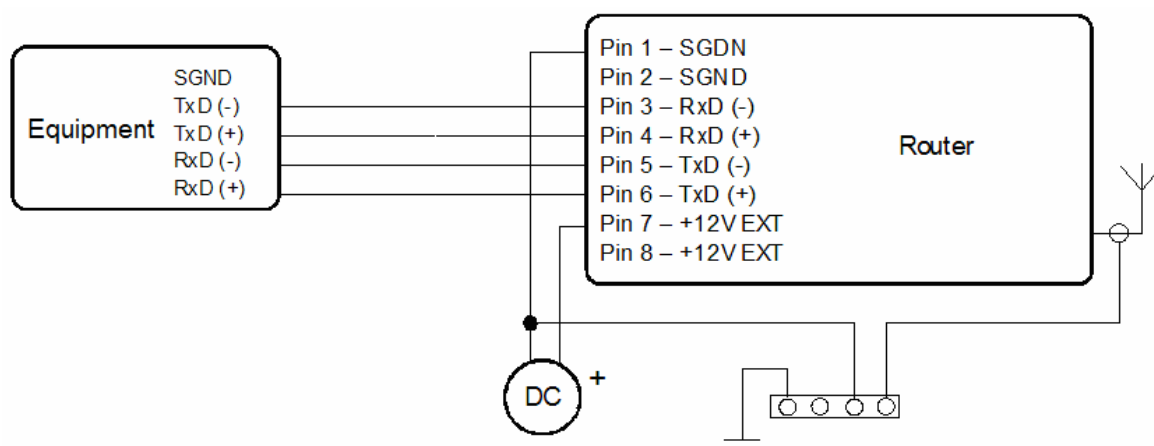 Equipment
SGND
TxD (-)
TxD (+)
RxD (-)
RxD (+)
Pin 1 – SGDN
Pin 2 – SGND
Pin 3 – RxD (-)
Pin 4 – RxD (+)
Pin 5 – TxD (-)
Pin 6 – TxD (+)
Pin 7 – +12V EXT
Pin 8 – +12V EXT
Router
DC
+